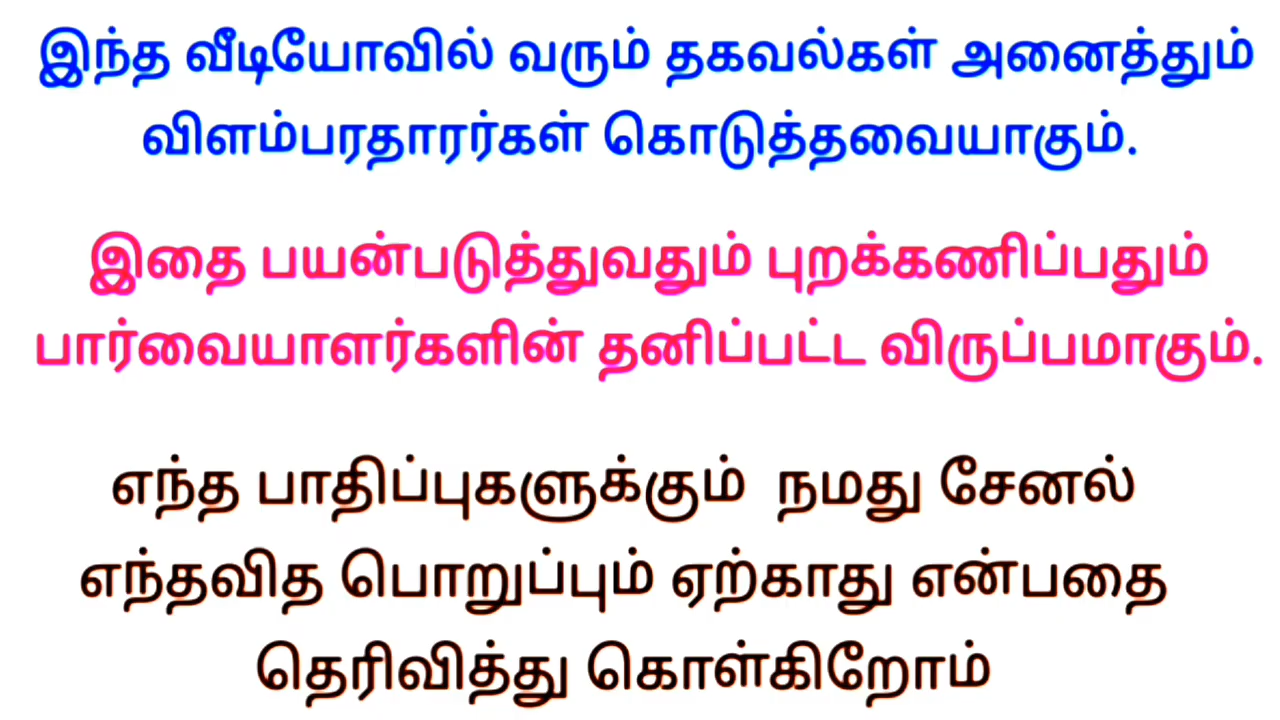 இந்த வீடியோவில் வரும் தகவல்கள் அனைத்தும்
விளம்பரதாரர்கள் கொடுத்தவையாகும்.
இதை பயன்படுத்துவதும் புறக்கணிப்பதும்
பார்வையாளர்களின் தனிப்பட்ட விருப்பமாகும்.
எந்த பாதிப்புகளுக்கும் நமது சேனல்
எந்தவித பொறுப்பும் ஏற்காது என்பதை
தெரிவித்து கொள்கிறோம்